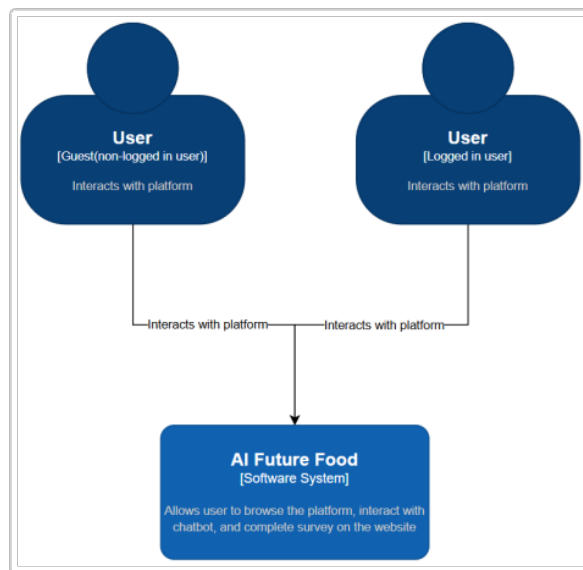 User
[Guest(non-logged in user)]
Interacts with platform
User
[Logged in user]
Interacts with platform
Interacts with platform
Interacts with platform
AI Future Food
[Software System]
Allows user to browse the platform, interact with
chatbot, and complete survey on the website